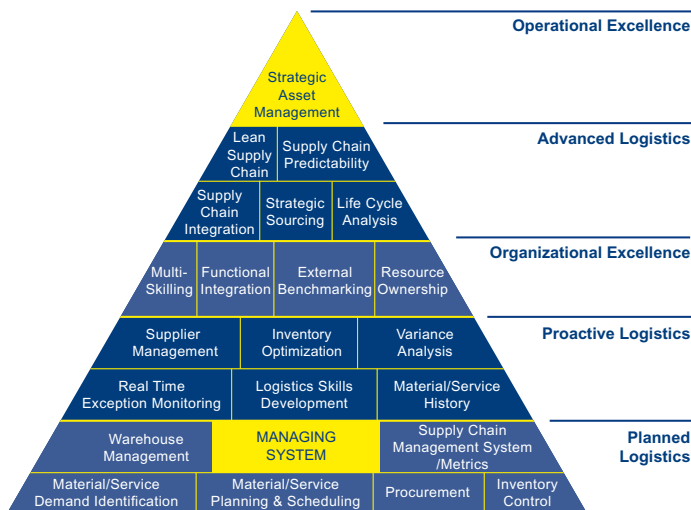 Operational Excellence
Strategic
Asset
Management
Advanced Logistics
Lean
Supply
Chain
Supply Chain
Predictability
Supply
Chain
Integration
Strategic
Sourcing
Life Cycle
Analysis
Organizational Excellence
Multi-
Skilling
Functional
Integration
External
Benchmarking
Resource
Ownership
Proactive Logistics
Supplier
Management
Inventory
Optimization
Variance
Analysis
Real Time
Exception Monitoring
Logistics Skills
Development
Material/Service
History
Planned
Logistics
Warehouse
Management
MANAGING
SYSTEM
Supply Chain
Management System
/Metrics
Material/Service
Demand Identification
Material/Service
Planning & Scheduling
Procurement
Inventory
Control